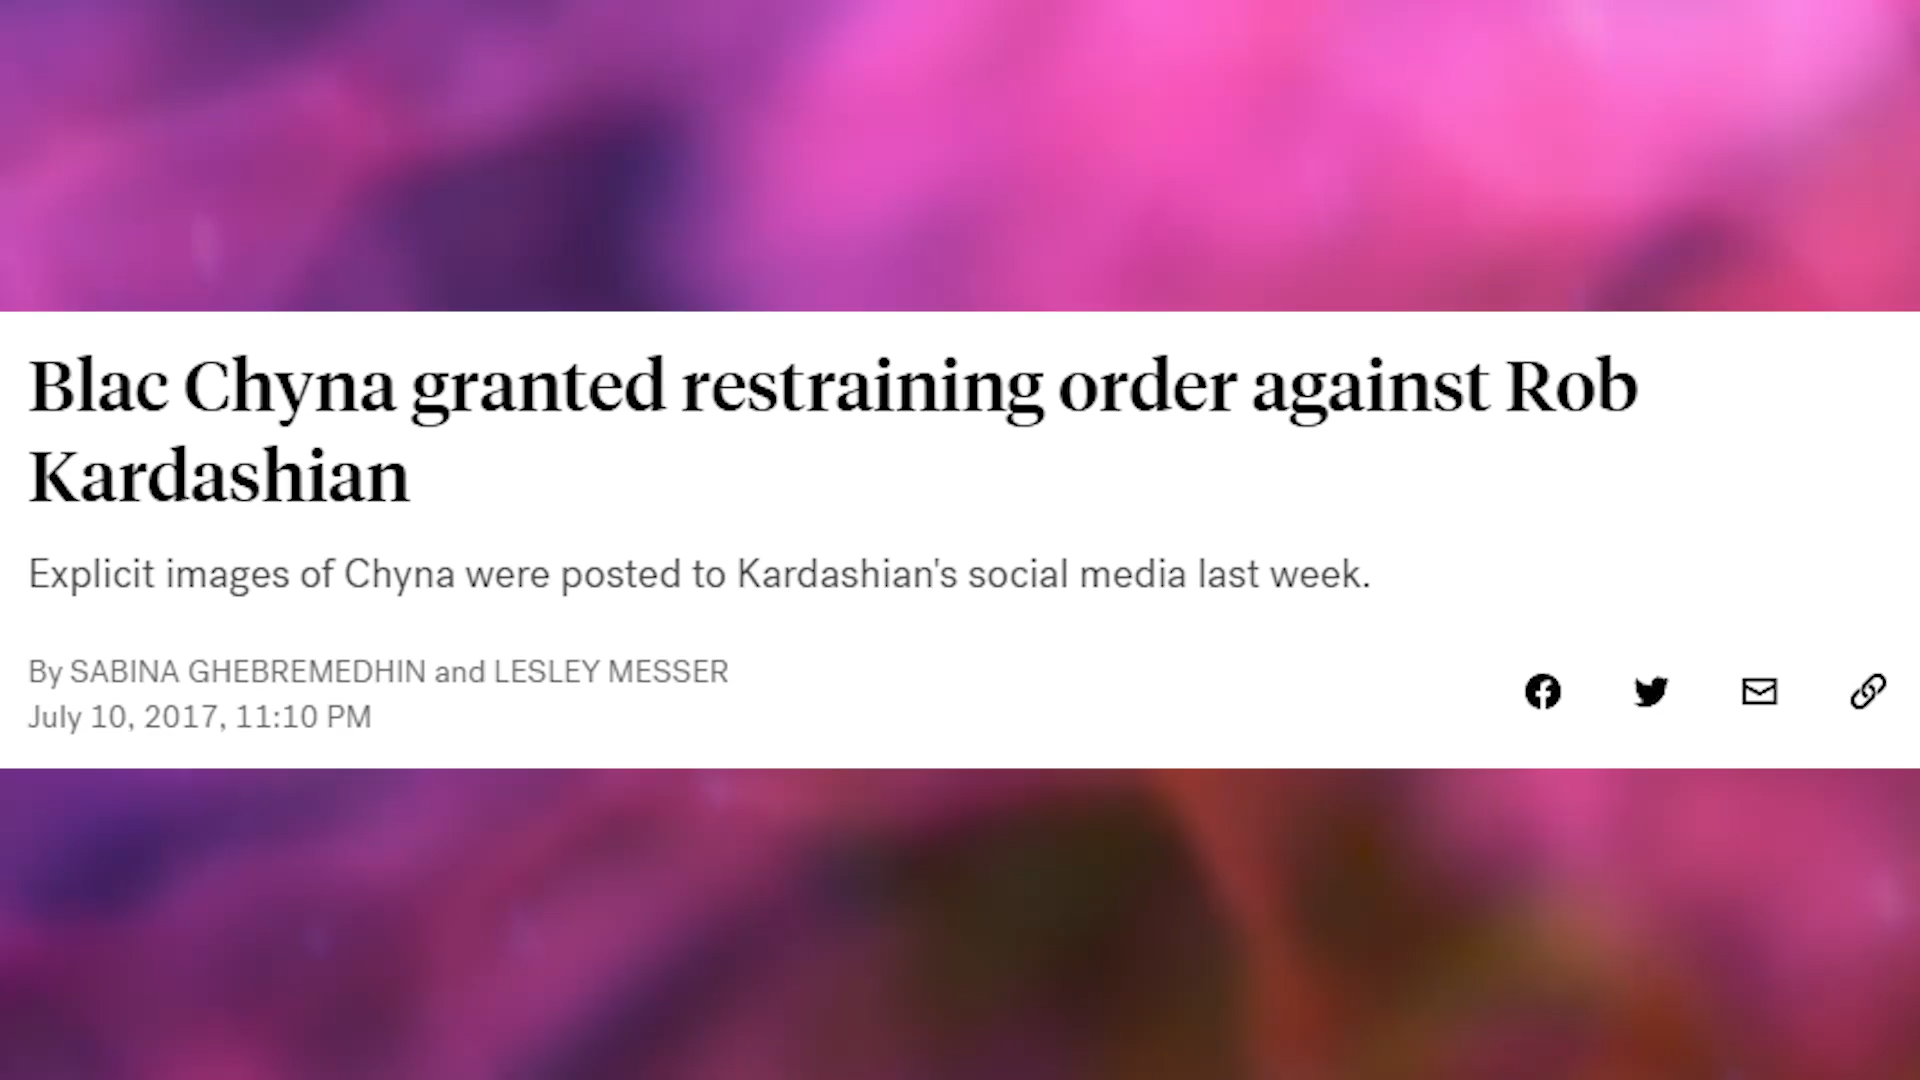 Blac Chyna granted restraining order against Rob
Kardashian
Explicit images of Chyna were posted to Kardashian's social media last week.
By SABINA GHEBREMEDHIN and LESLEY MESSER
July 10, 2017, 11:10 PM